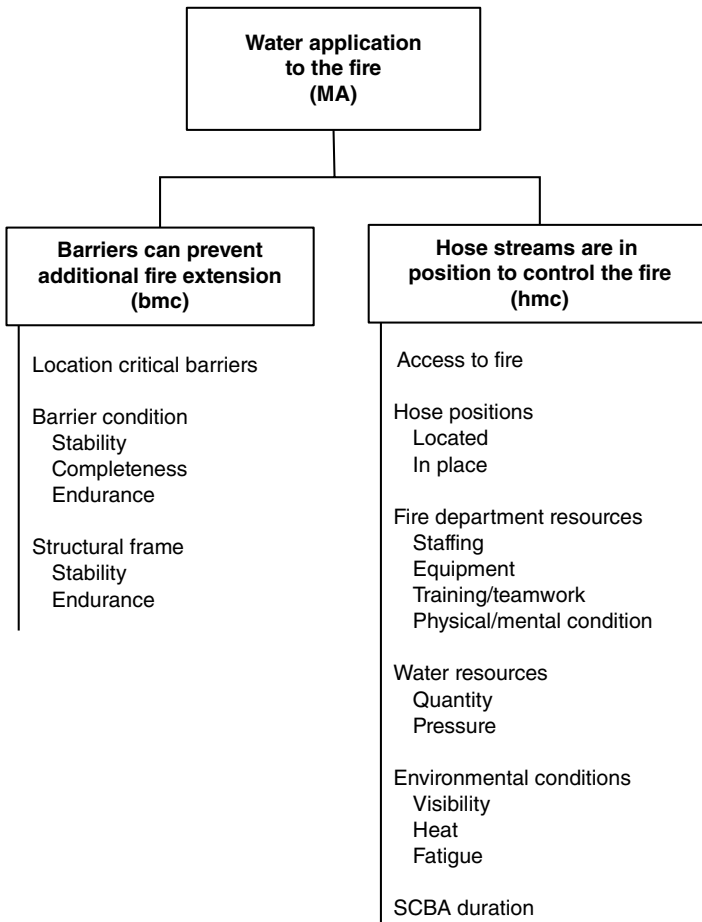 Water application
to the fire
(MA)
Barriers can prevent
additional fire extension
(bmc)
Location critical barriers
Barrier condition
Stability
Completeness
Endurance
Structural frame
Stability
Endurance
Hose streams are in
position to control the fire
(hmc)
Access to fire
Hose positions
Located
In place
Fire department resources
Staffing
Equipment
Training/teamwork
Physical/mental condition
Water resources
Quantity
Pressure
Environmental conditions
Visibility
Heat
Fatigue
SCBA duration